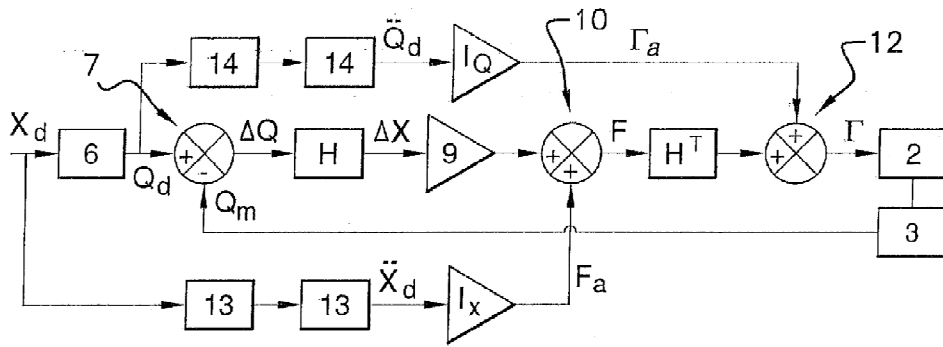 10
12
7
14
14
Q̈d
IQ
Γa
Xd
6
Qd
+
-
ΔQ
H
ΔX
9
+
+
F
H^T
+
+
Γ
2
Qm
3
13
13
Ẍd
Ix
Fa